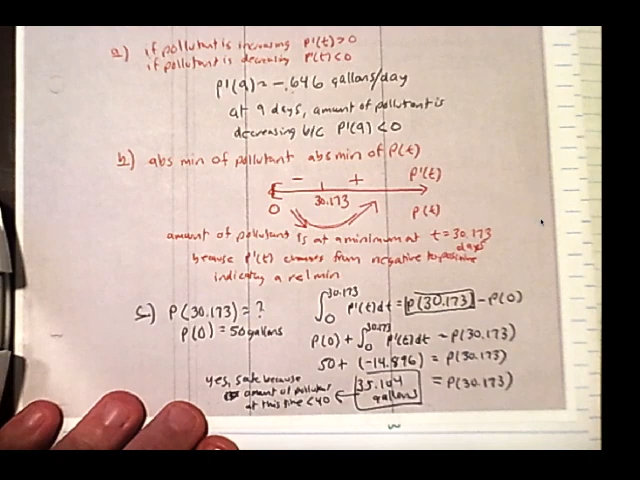 a) if pollutant is increasing P'(t)>0
if pollutant is decreasing P'(t)<0
P'(9)=-.646 gallons/day
at 9 days, amount of pollutant is
decreasing b/c P'(9)<0
b) abs min of pollutant abs min of P(t)
- + P'(t)
0 30.173 P(t)
amount of pollutant is at a minimum at t=30.173 days
because P'(t) changes from negative to positive
indicating a rel min
c) P(30.173)=? ∫₀^30.173 P'(t)dt = P(30.173) - P(0)
P(0)=50 gallons P(0)+∫₀^30.173 P'(t)dt = P(30.173)
50+(-14.896) = P(30.173)
35.104 gallons = P(30.173)
yes, safe because
amount of pollutant
at this time <40